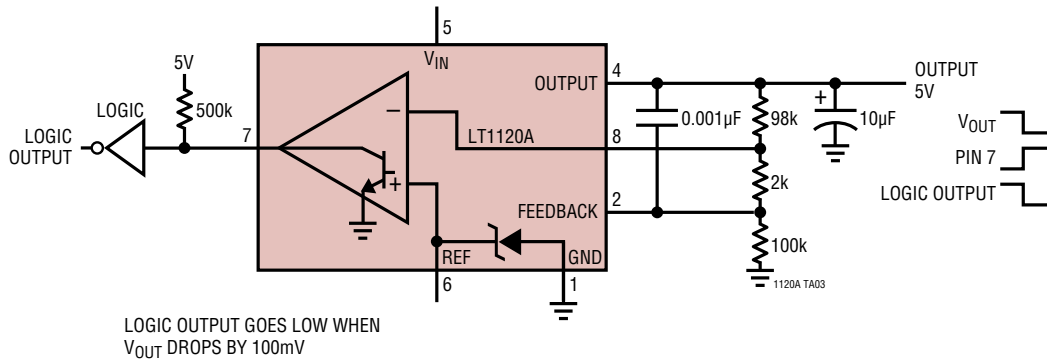 5
V_IN
OUTPUT
4
OUTPUT
5V
5V
500k
LOGIC
LOGIC
OUTPUT
7
–
LT1120A
8
+
0.001µF
98k
+
10µF
2k
FEEDBACK
2
100k
REF
GND
6
1
1120A TA03
V_OUT
PIN 7
LOGIC OUTPUT
LOGIC OUTPUT GOES LOW WHEN
V_OUT DROPS BY 100mV